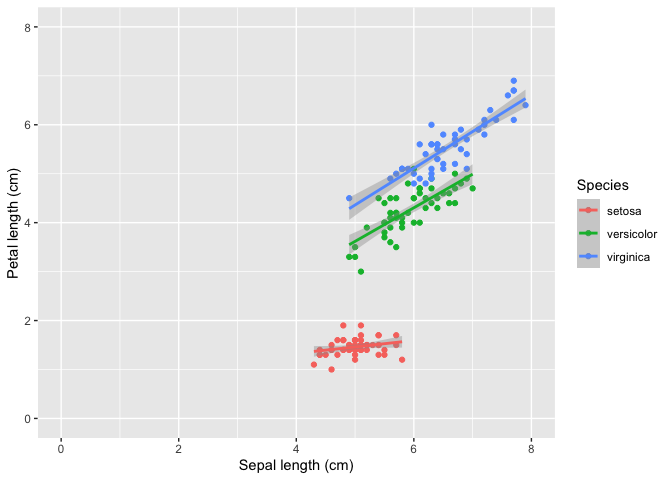 8
6
4
2
0
Petal length (cm)
0 2 4 6 8
Sepal length (cm)
Species
setosa
versicolor
virginica